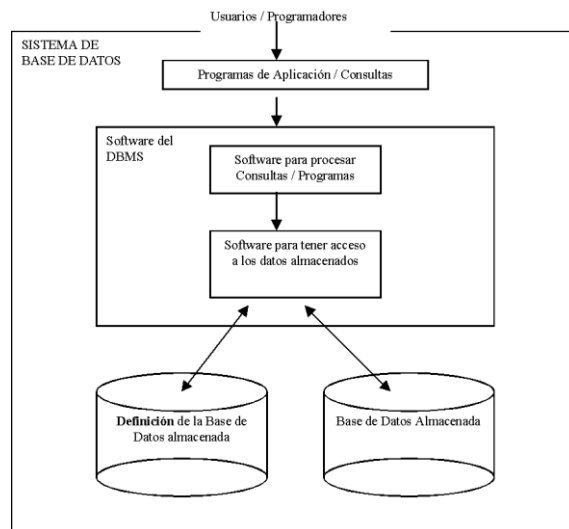 Usuarios / Programadores
SISTEMA DE
BASE DE DATOS
Programas de Aplicación / Consultas
Software del
DBMS
Software para procesar
Consultas / Programas
Software para tener acceso
a los datos almacenados
Definición de la Base de
Datos almacenada
Base de Datos Almacenada